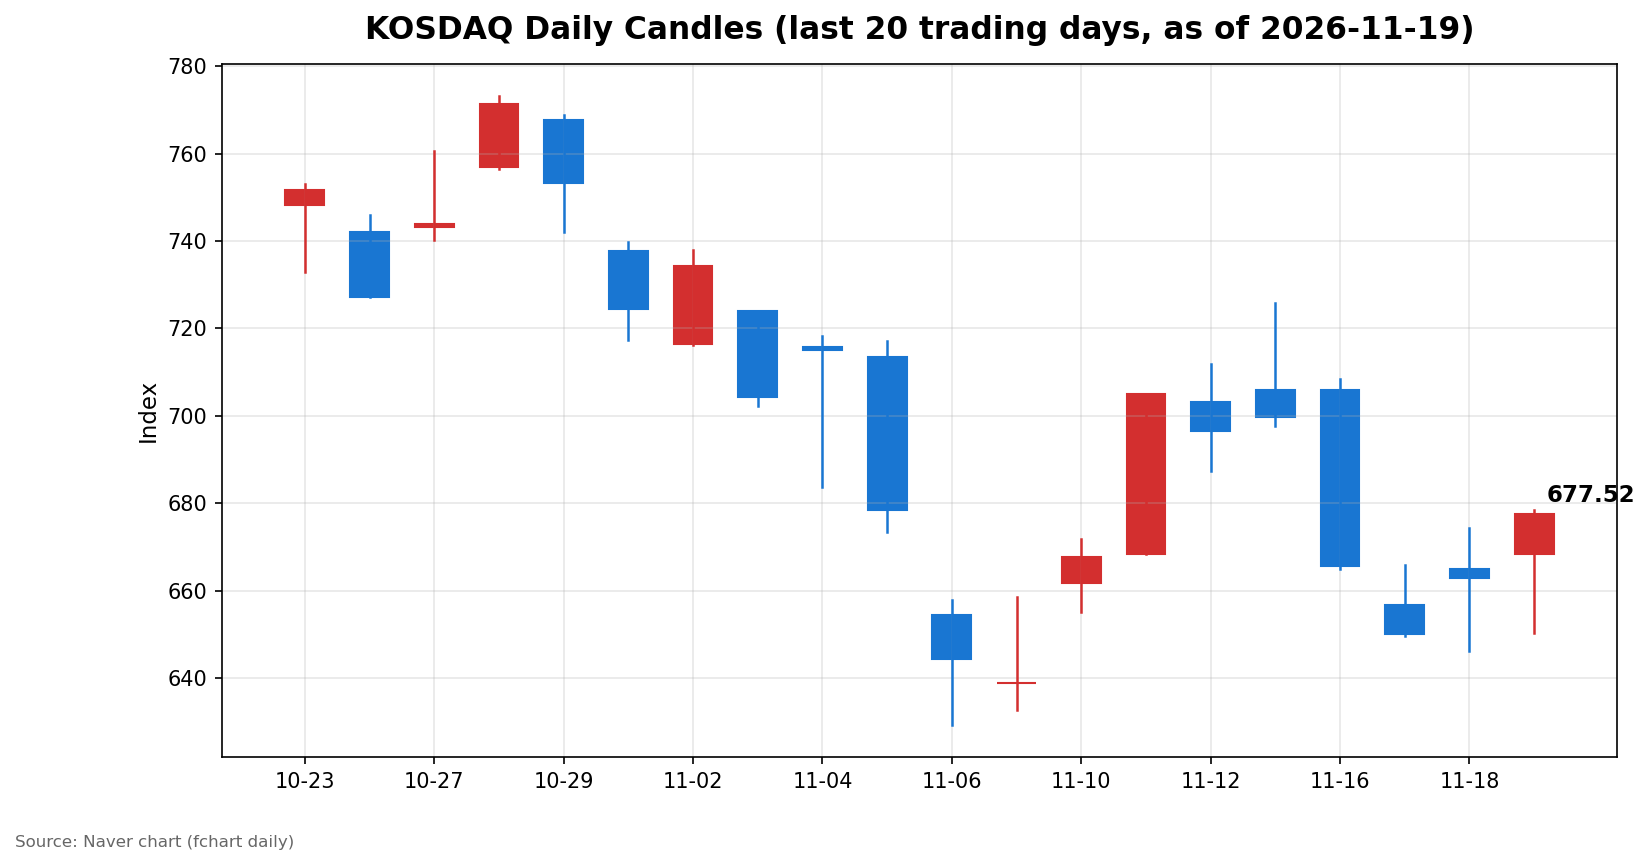 KOSDAQ Daily Candles (last 20 trading days, as of 2026-11-19)
780
760
740
720
700
680
660
640
Index
677.52
10-23 10-27 10-29 11-02 11-04 11-06 11-10 11-12 11-16 11-18
Source: Naver chart (fchart daily)